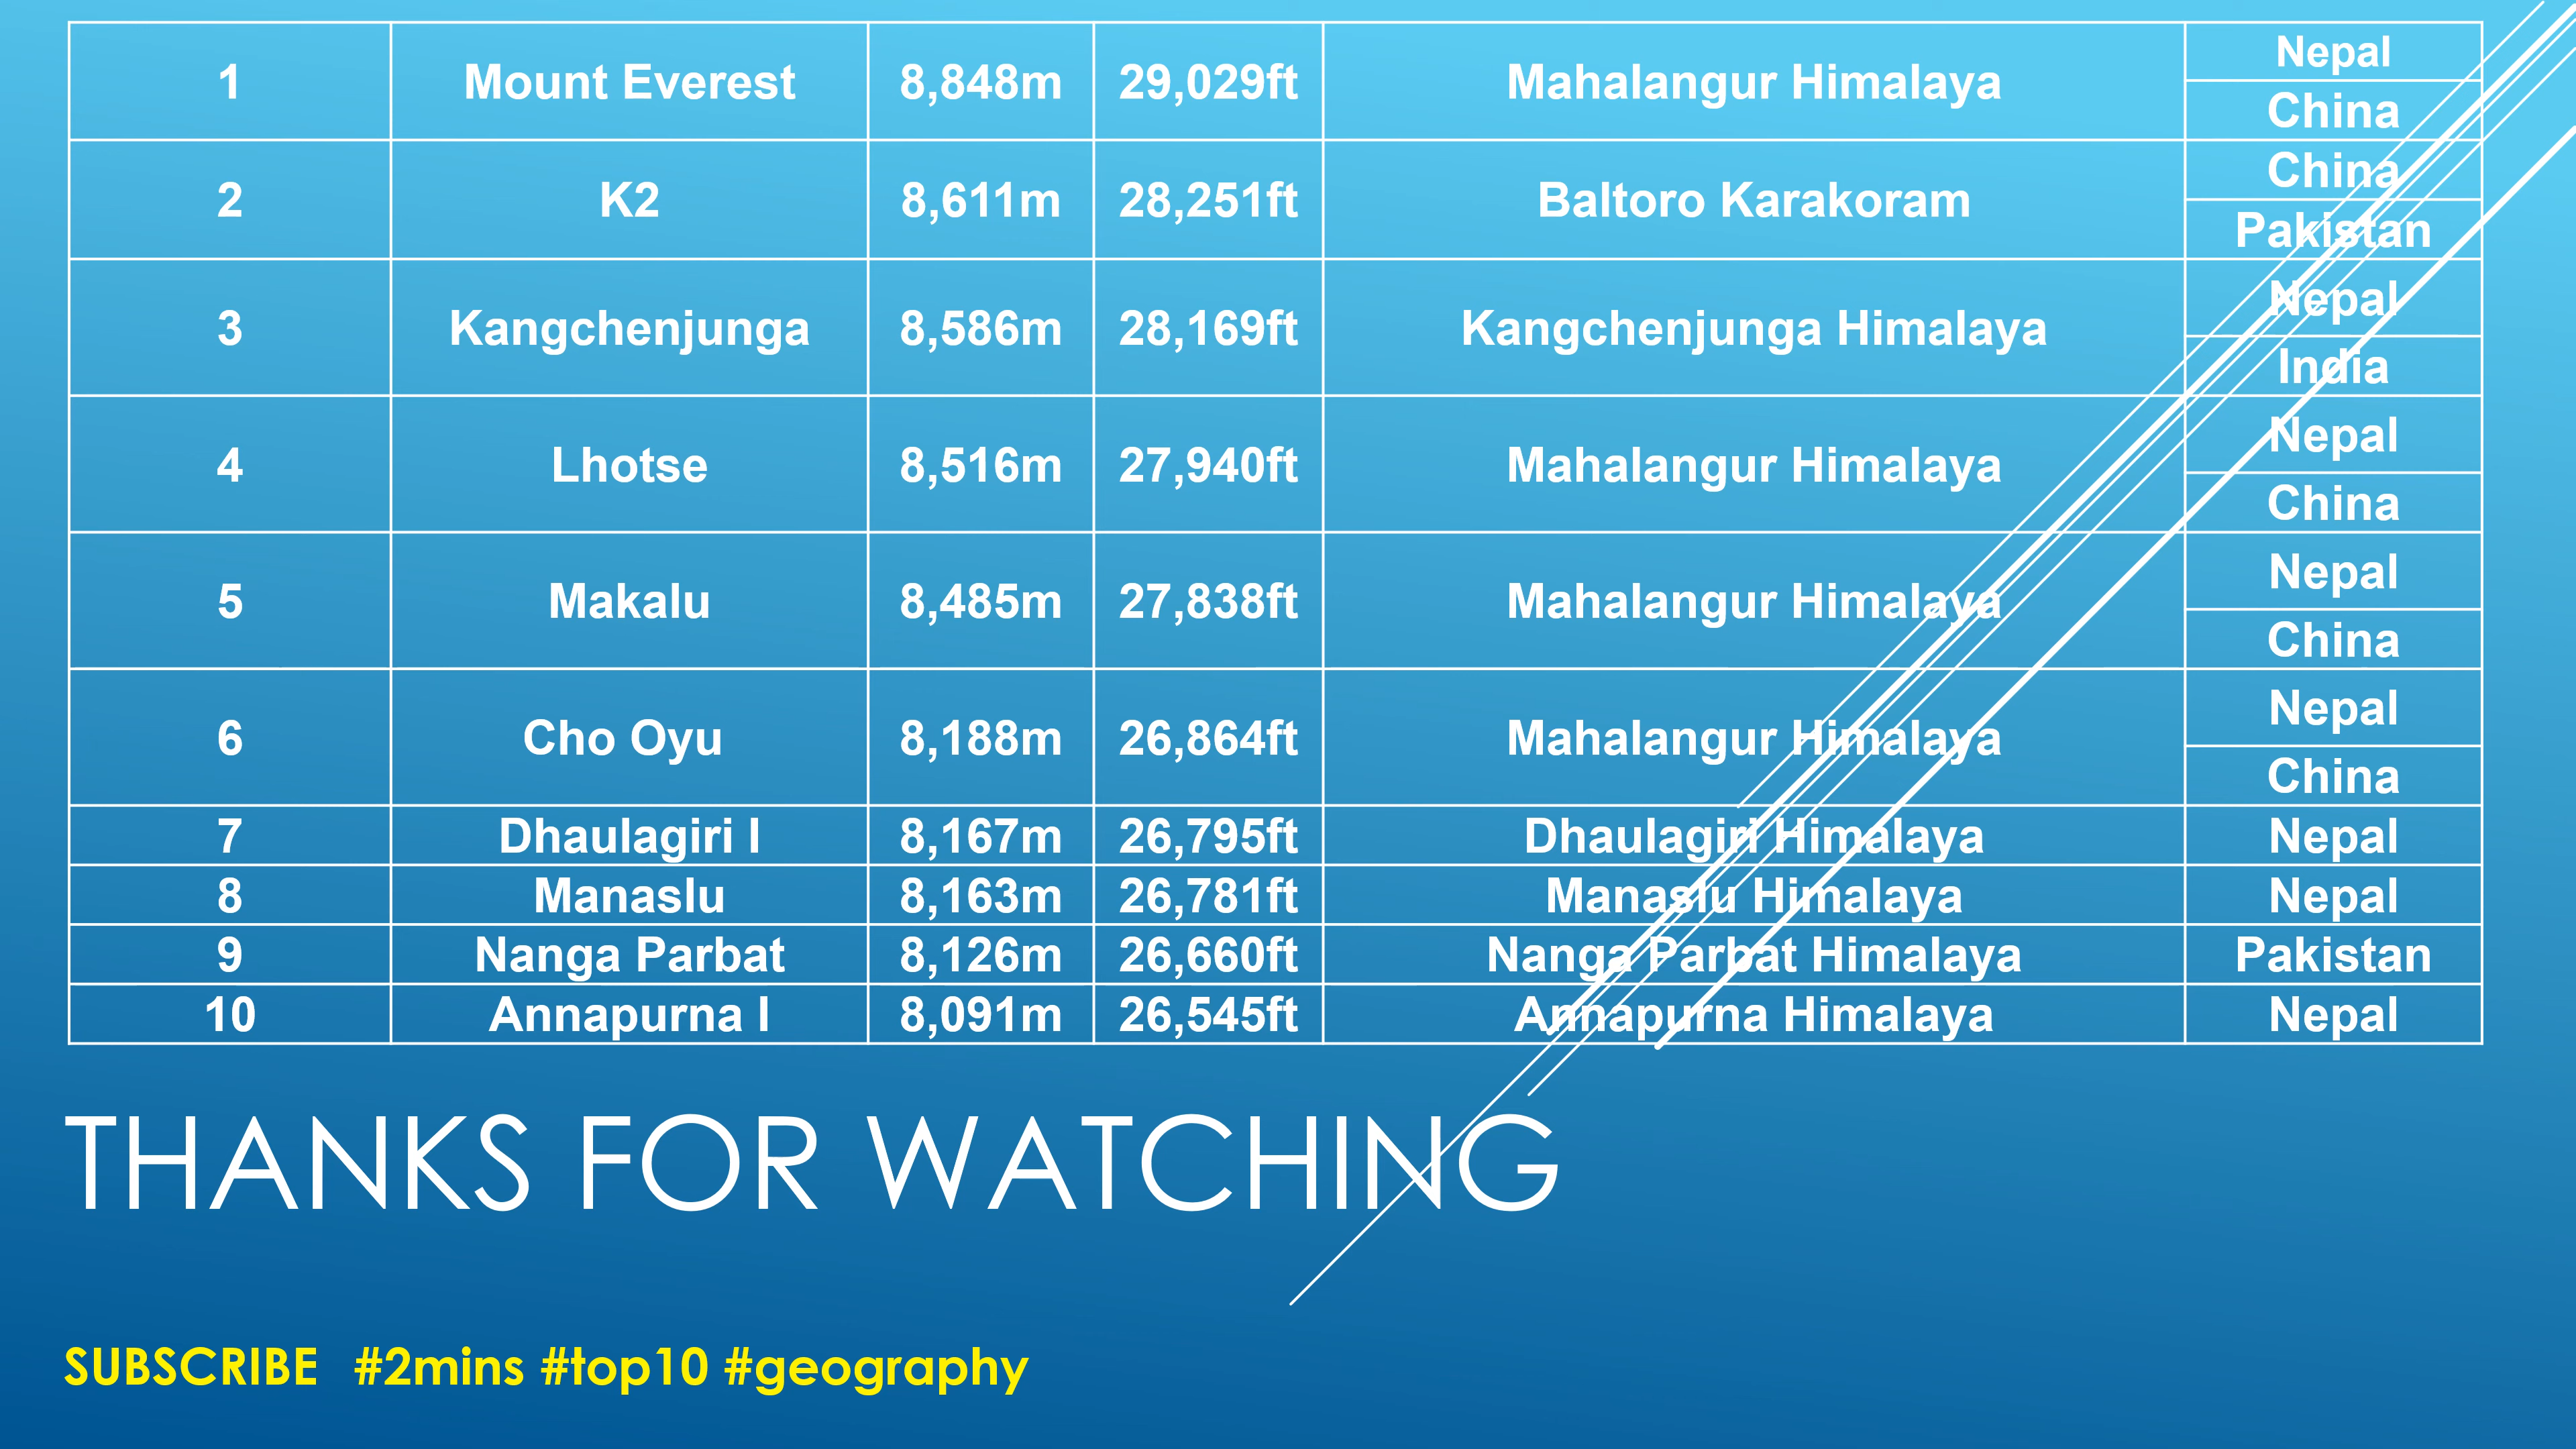 1 Mount Everest 8,848m 29,029ft Mahalangur Himalaya Nepal
China
2 K2 8,611m 28,251ft Baltoro Karakoram China
Pakistan
3 Kangchenjunga 8,586m 28,169ft Kangchenjunga Himalaya Nepal
India
4 Lhotse 8,516m 27,940ft Mahalangur Himalaya Nepal
China
5 Makalu 8,485m 27,838ft Mahalangur Himalaya Nepal
China
6 Cho Oyu 8,188m 26,864ft Mahalangur Himalaya Nepal
China
7 Dhaulagiri I 8,167m 26,795ft Dhaulagiri Himalaya Nepal
8 Manaslu 8,163m 26,781ft Manaslu Himalaya Nepal
9 Nanga Parbat 8,126m 26,660ft Nanga Parbat Himalaya Pakistan
10 Annapurna I 8,091m 26,545ft Annapurna Himalaya Nepal
THANKS FOR WATCHING
SUBSCRIBE #2mins #top10 #geography